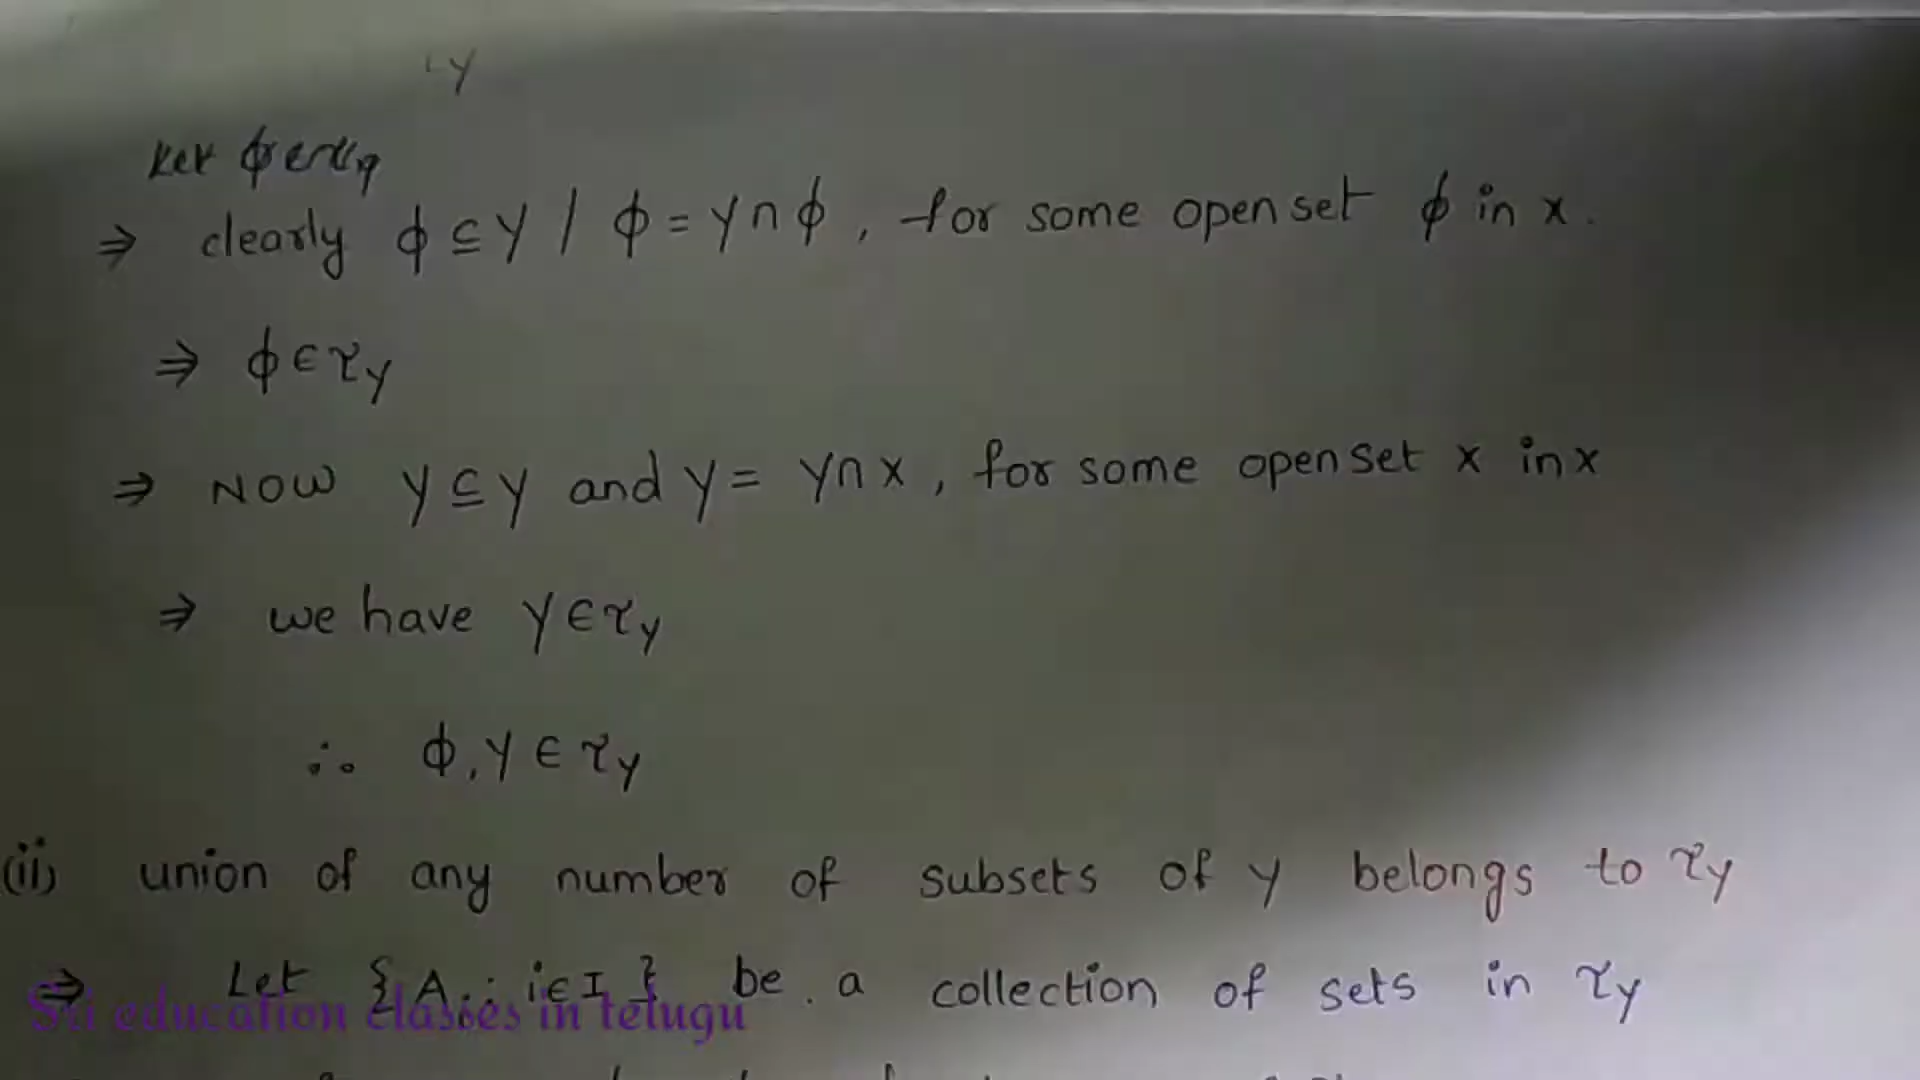 Y
Let ϕ ∈ τy
⇒ clearly ϕ ⊆ Y / ϕ = Y ∩ ϕ, for some open set ϕ in x.
⇒ ϕ ∈ τy
⇒ NOW Y ⊆ Y and Y = Y ∩ X, for some open set X in X
⇒ we have Y ∈ τy
∴ ϕ, Y ∈ τy
(ii) union of any number of subsets of Y belongs to τy
⇒ Let {Ai : i ∈ I} be a collection of sets in τy
Sri education classes in telugu